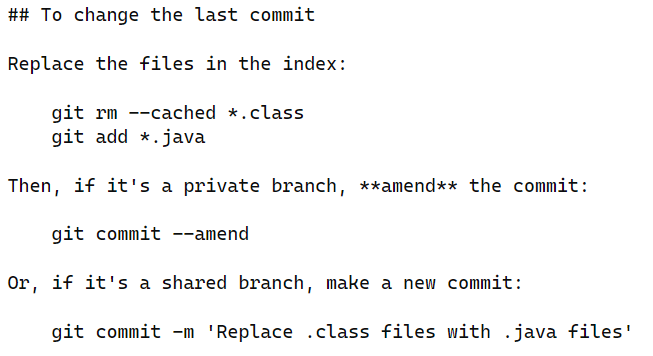 ## To change the last commit
Replace the files in the index:
git rm --cached *.class
git add *.java
Then, if it's a private branch, **amend** the commit:
git commit --amend
Or, if it's a shared branch, make a new commit:
git commit -m 'Replace .class files with .java files'